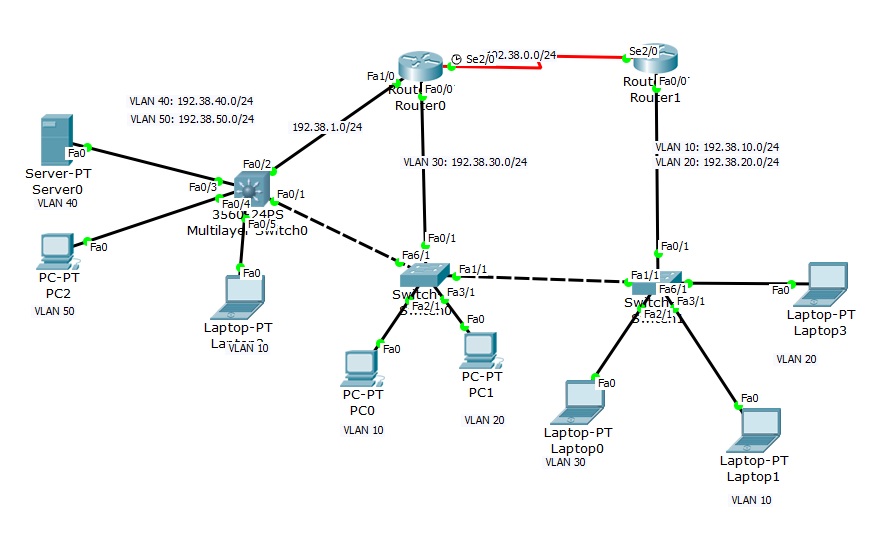 192.38.0.0/24
Se2/0
Se2/0
Fa1/0
Fa0/0
Router0
Fa0/0
Router1
VLAN 40: 192.38.40.0/24
VLAN 50: 192.38.50.0/24
192.38.1.0/24
VLAN 10: 192.38.10.0/24
VLAN 20: 192.38.20.0/24
VLAN 30: 192.38.30.0/24
Fa0
Server-PT
Server0
VLAN 40
Fa0/2
Fa0/3
Fa0/1
Fa0/4
3560-24PS
Fa0/5
Multilayer Switch0
Fa0
PC-PT
PC2
VLAN 50
Fa0
Laptop-PT
VLAN 10
Fa0/1
Fa6/1
Fa1/1
Fa3/1
Fa2/1
Switch0
Fa0
PC-PT
PC0
VLAN 10
Fa0
PC-PT
PC1
VLAN 20
Fa0/1
Fa1/1
Fa6/1
Fa3/1
Fa2/1
Switch1
Fa0
Laptop-PT
Laptop3
VLAN 20
Fa0
Laptop-PT
Laptop0
VLAN 30
Fa0
Laptop-PT
Laptop1
VLAN 10